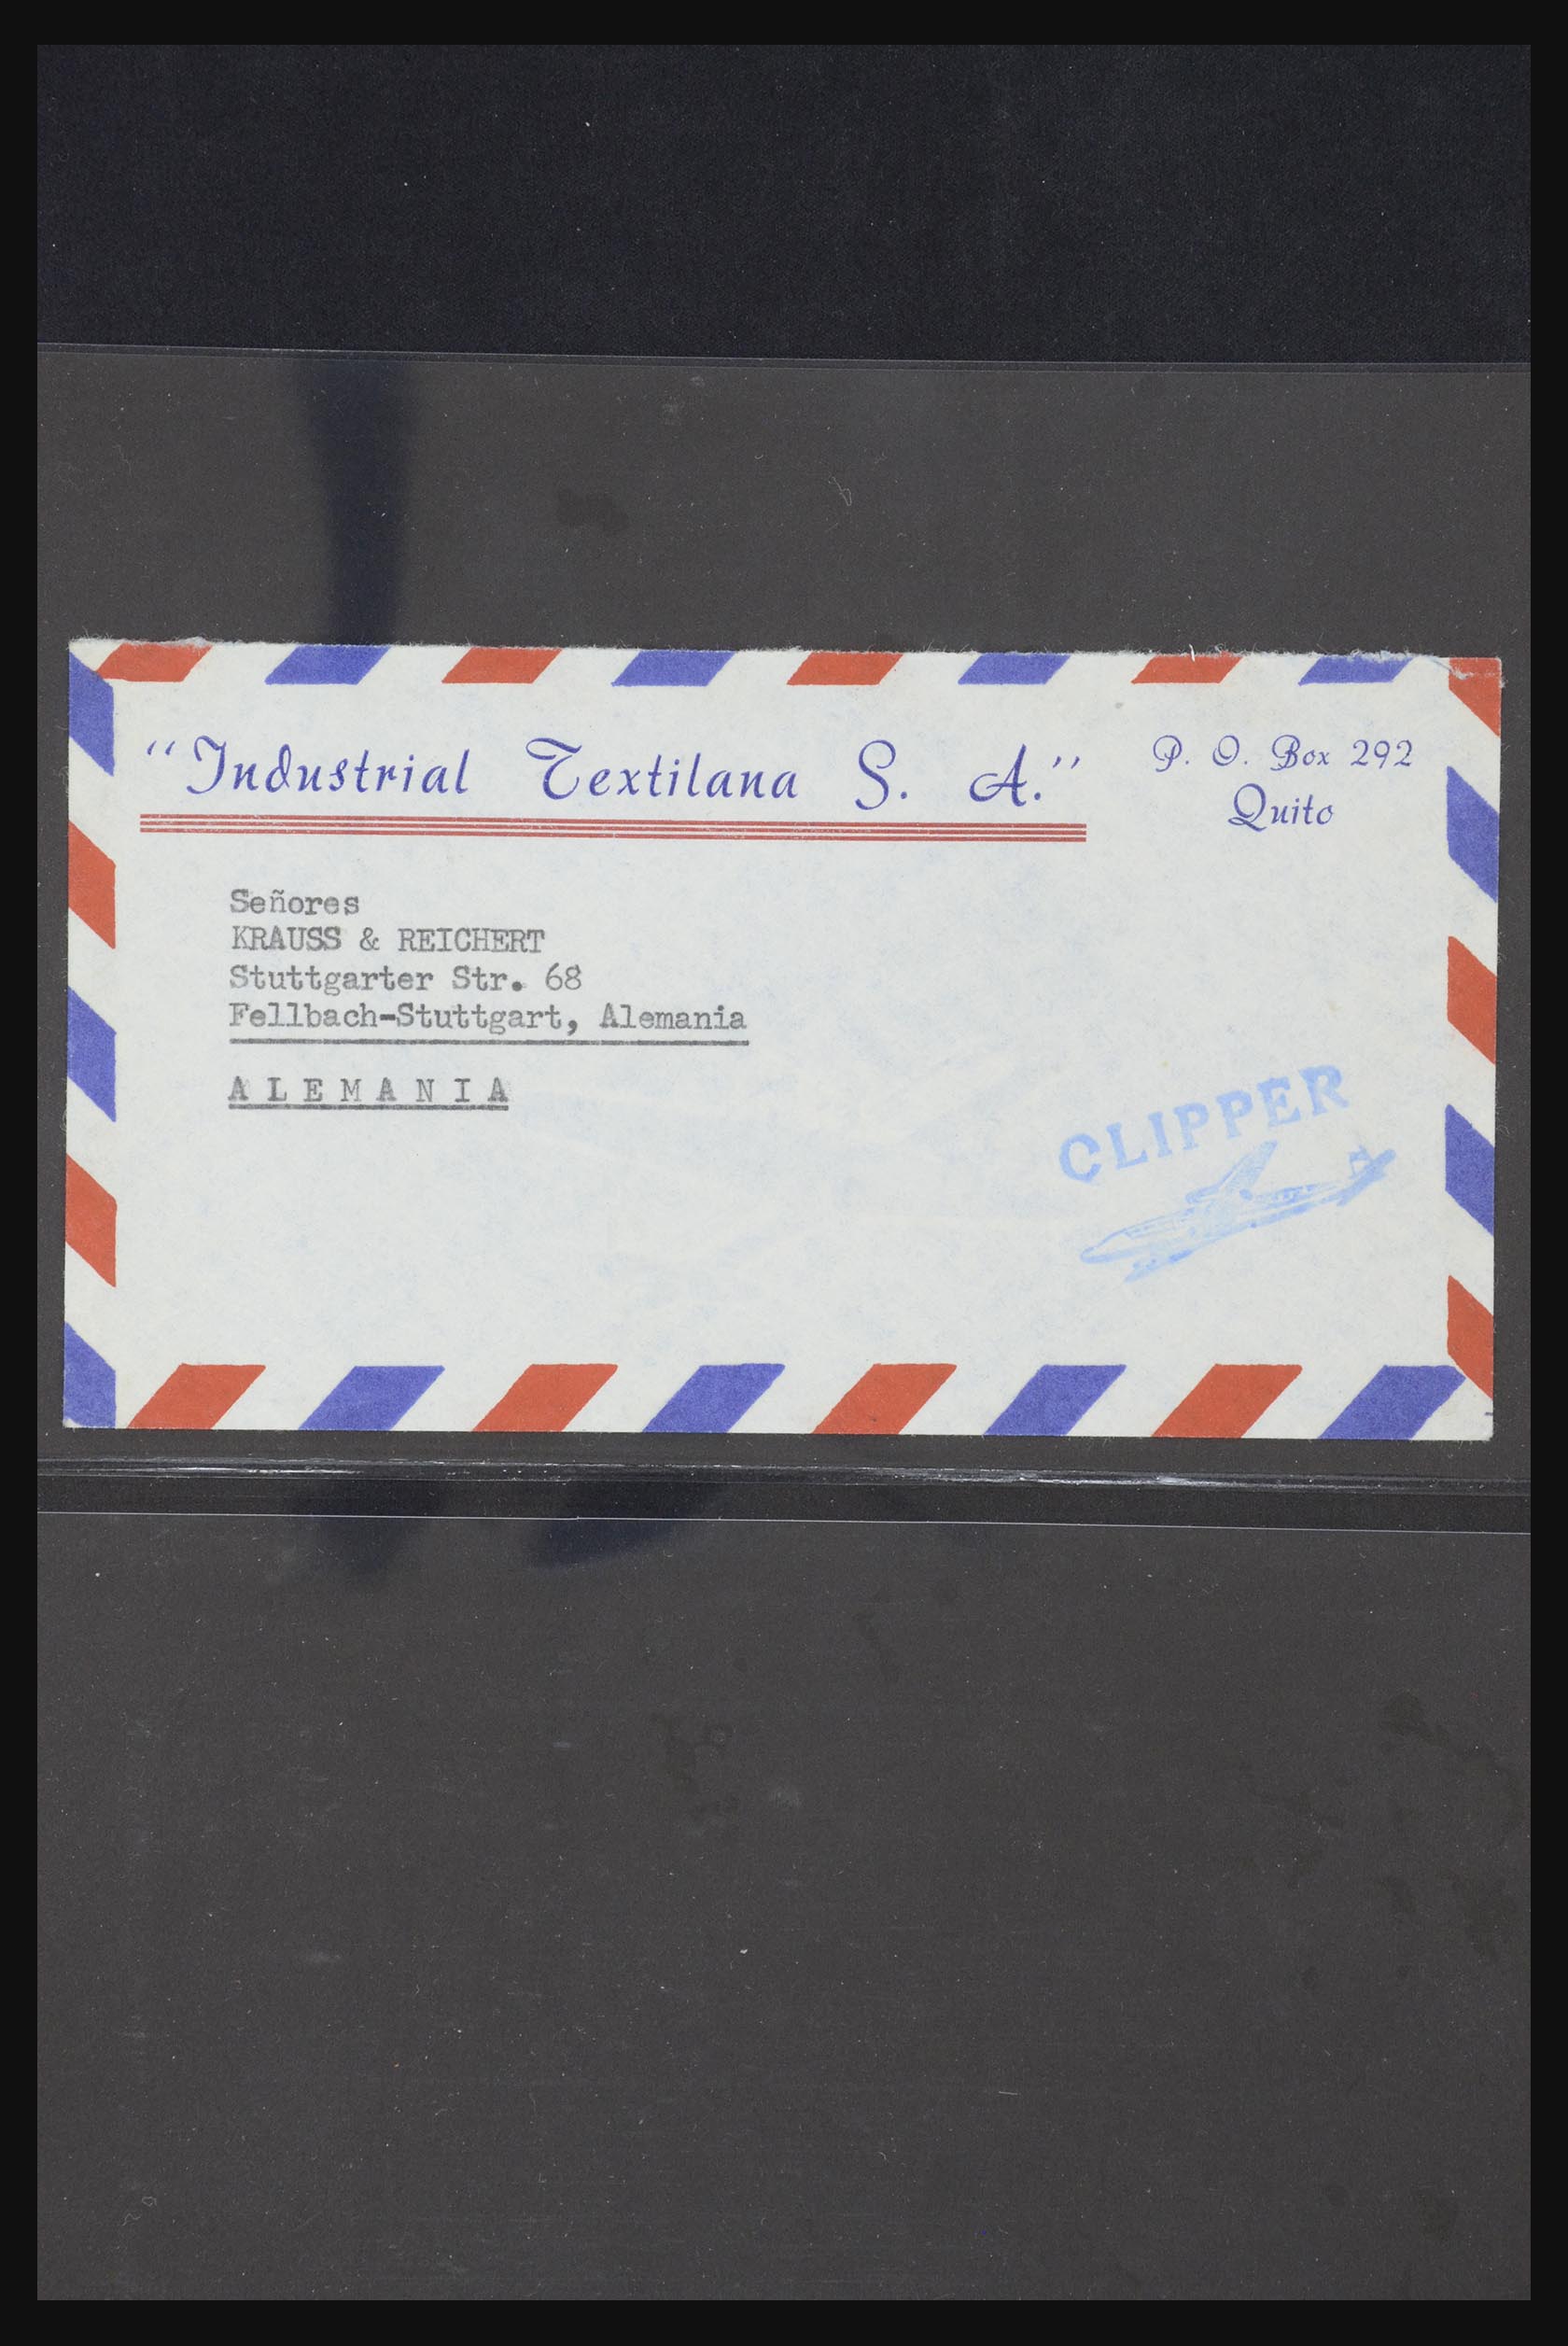 "Industrial Textilana S. A."
P. O. Box 292
Quito
Señores
KRAUSS & REICHERT
Stuttgarter Str. 68
Fellbach-Stuttgart, Alemania
A L E M A N I A
CLIPPER